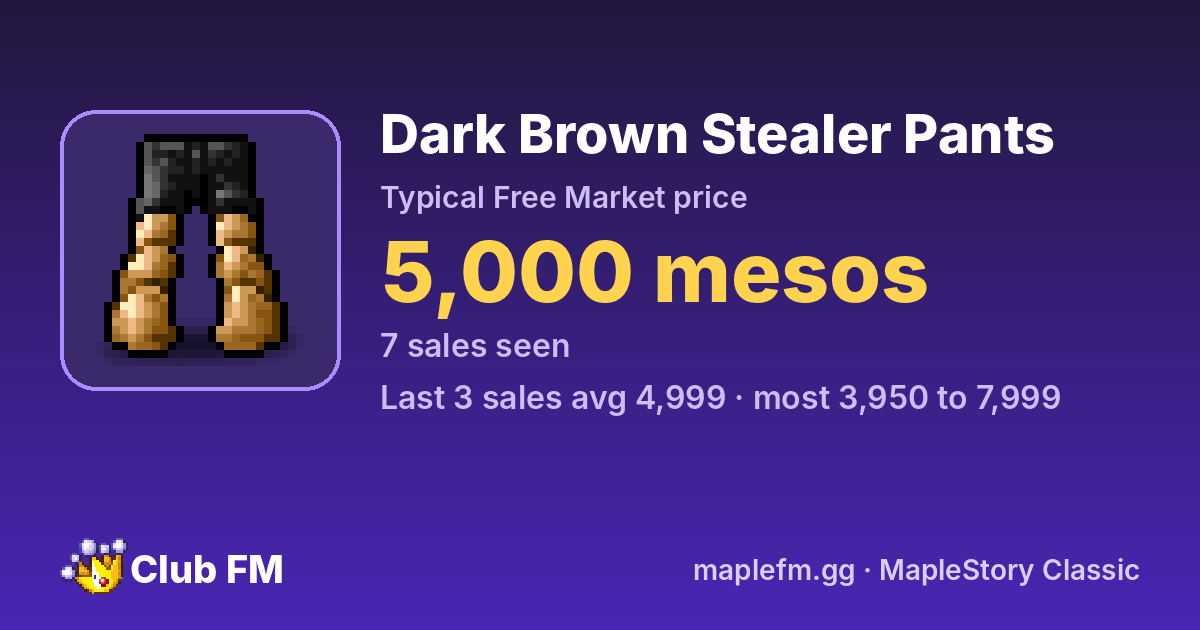 Dark Brown Stealer Pants
Typical Free Market price
5,000 mesos
7 sales seen
Last 3 sales avg 4,999 · most 3,950 to 7,999
Club FM
maplefm.gg · MapleStory Classic